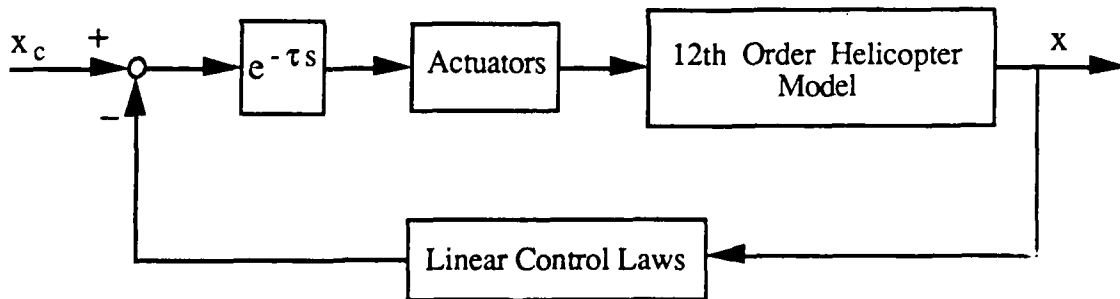 x_c
+
−
e^{-τs}
Actuators
12th Order Helicopter
Model
x
Linear Control Laws